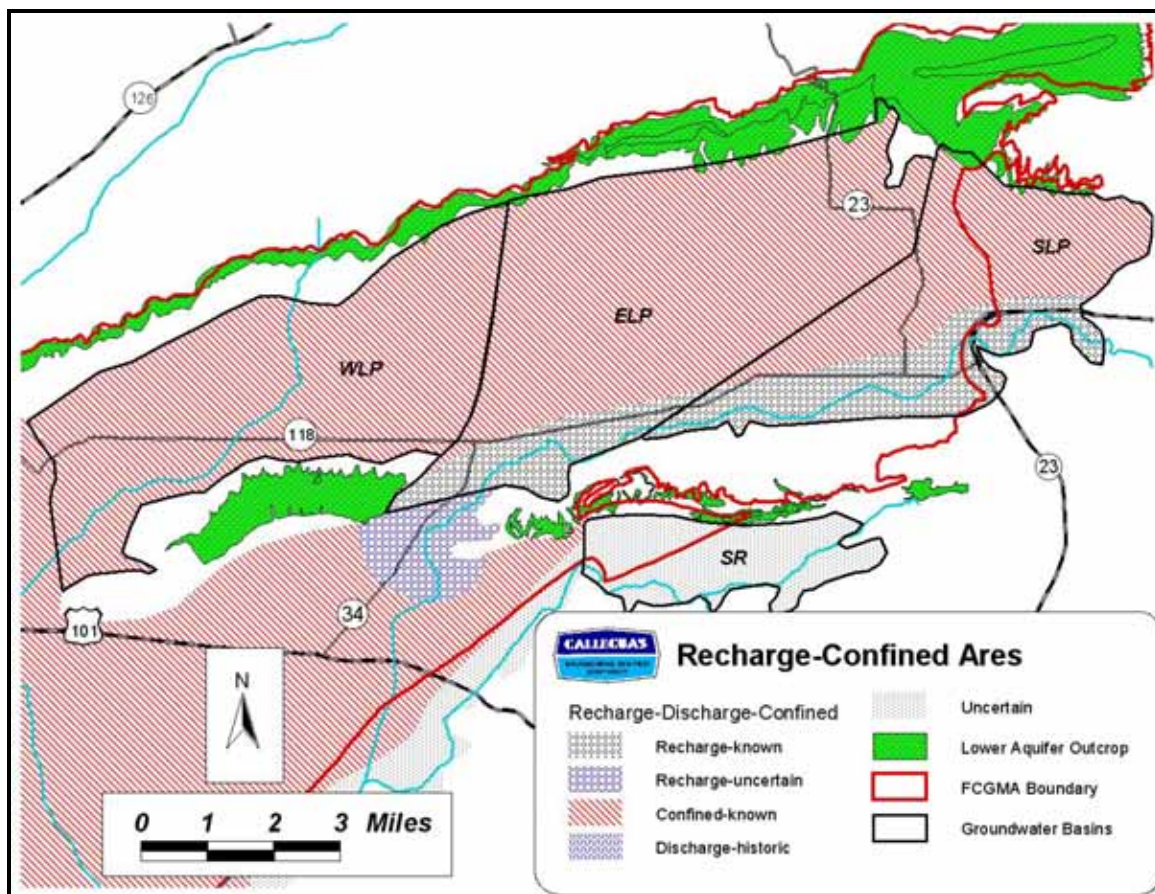 126
23
SLP
ELP
WLP
118
23
SR
34
101
N
0 1 2 3 Miles
CALLEGUAS
Recharge-Confined Ares
Recharge-Discharge-Confined
Recharge-known
Recharge-uncertain
Confined-known
Discharge-historic
Uncertain
Lower Aquifer Outcrop
FCGMA Boundary
Groundwater Basins